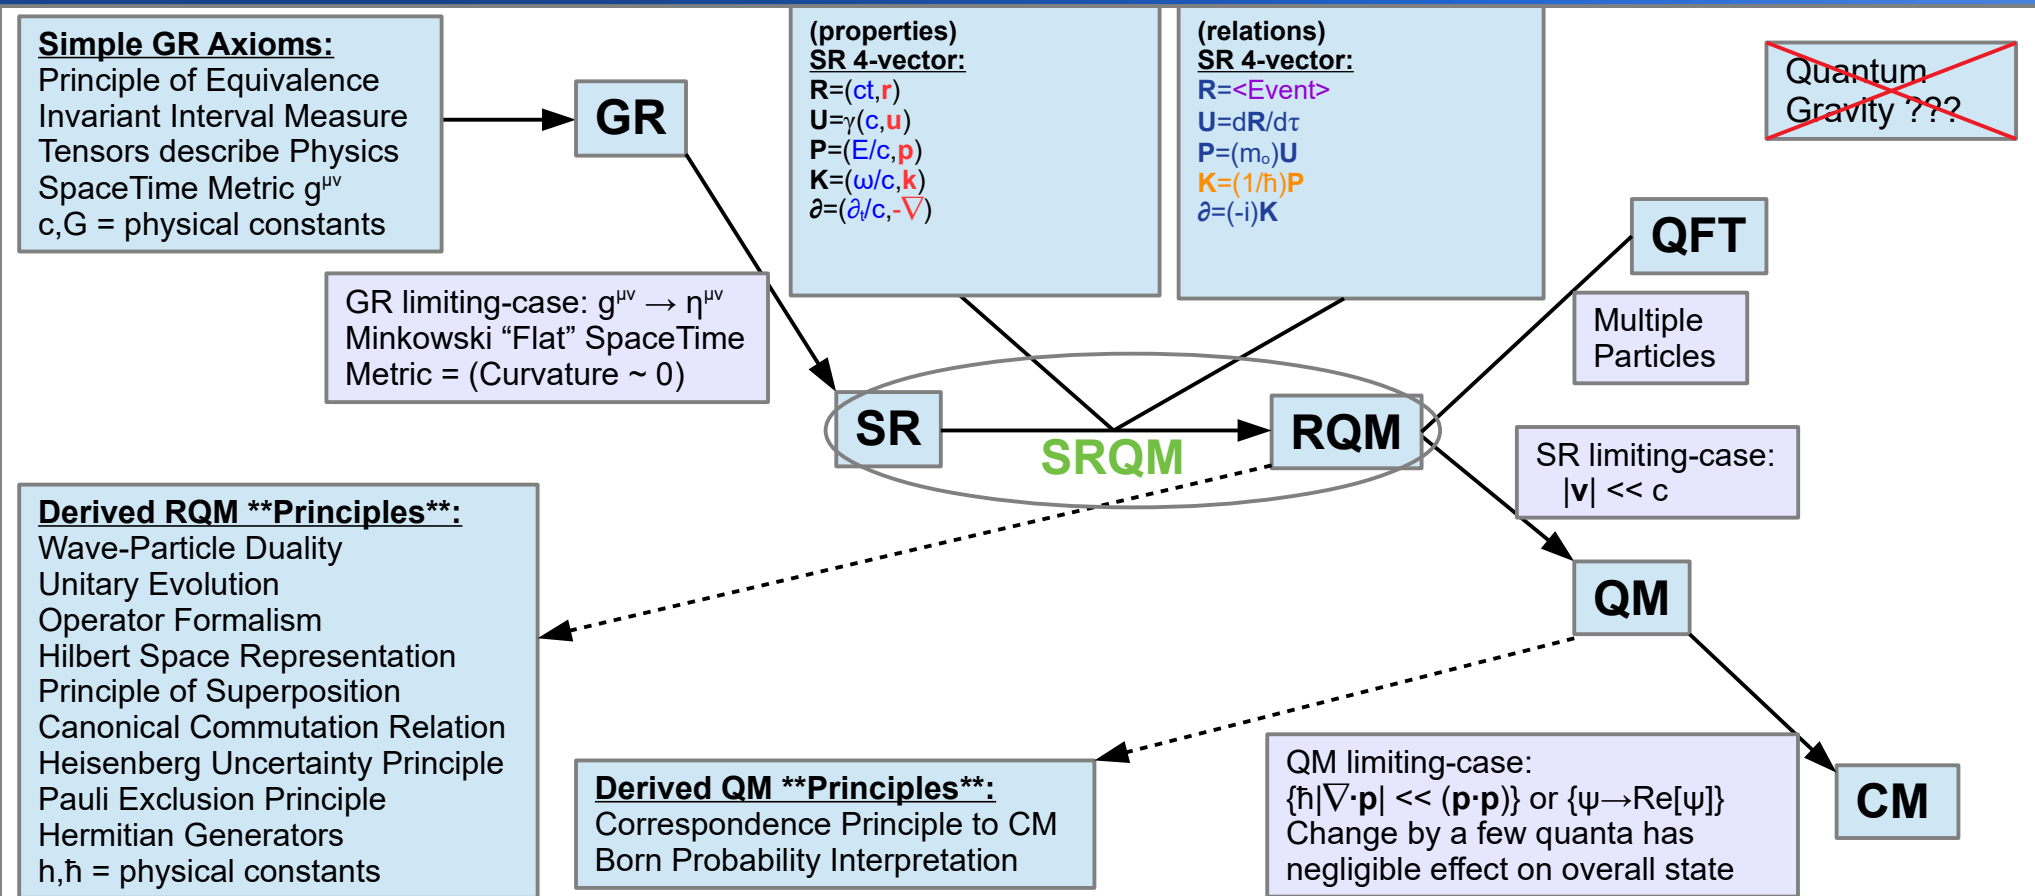 Simple GR Axioms:
Principle of Equivalence
Invariant Interval Measure
Tensors describe Physics
SpaceTime Metric g^μν
c,G = physical constants
GR
(properties)
SR 4-vector:
R=(ct,r)
U=γ(c,u)
P=(E/c,p)
K=(ω/c,k)
∂=(∂ₜ/c,-∇)
(relations)
SR 4-vector:
R=<Event>
U=dR/dτ
P=(mₒ)U
K=(1/ħ)P
∂=(-i)K
Quantum
Gravity ???
QFT
GR limiting-case: g^μν → η^μν
Minkowski “Flat” SpaceTime
Metric = (Curvature ~ 0)
Multiple
Particles
SR
SRQM
RQM
SR limiting-case:
|v| << c
Derived RQM **Principles**:
Wave-Particle Duality
Unitary Evolution
Operator Formalism
Hilbert Space Representation
Principle of Superposition
Canonical Commutation Relation
Heisenberg Uncertainty Principle
Pauli Exclusion Principle
Hermitian Generators
h,ħ = physical constants
QM
Derived QM **Principles**:
Correspondence Principle to CM
Born Probability Interpretation
QM limiting-case:
{ħ|∇·p| << (p·p)} or {ψ→Re[ψ]}
Change by a few quanta has
negligible effect on overall state
CM